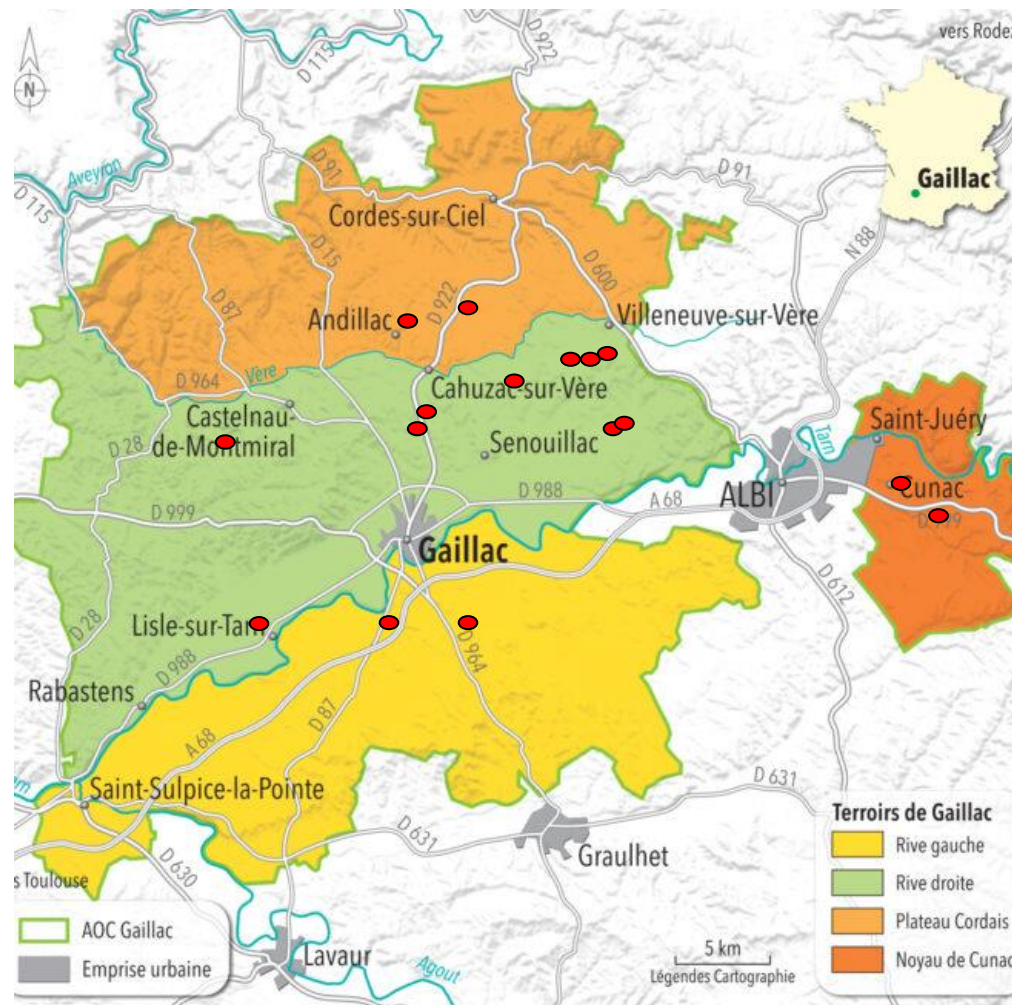 vers Rodez
D 922
D 115
N
Gaillac
Aveyron
D 91
D 91
D 115
Cordes-sur-Ciel
N 88
D 15
D 600
D 87
D 922
Andillac
Villeneuve-sur-Vère
D 964
Vère
Cahuzac-sur-Vère
Castelnau-
de-Montmiral
D 28
Senouillac
Saint-Juéry
Tarn
ALBI
Cunac
D 988
A 68
D 999
D 999
Gaillac
D 612
D 28
Lisle-sur-Tarn
D 964
D 988
Rabastens
D 87
A 68
Saint-Sulpice-la-Pointe
D 631
Terroirs de Gaillac
Rive gauche
D 631
Graulhet
s Toulouse
D 630
Rive droite
AOC Gaillac
Plateau Cordais
Emprise urbaine
Lavaur
Agout
5 km
Légendes Cartographie
Noyau de Cunac